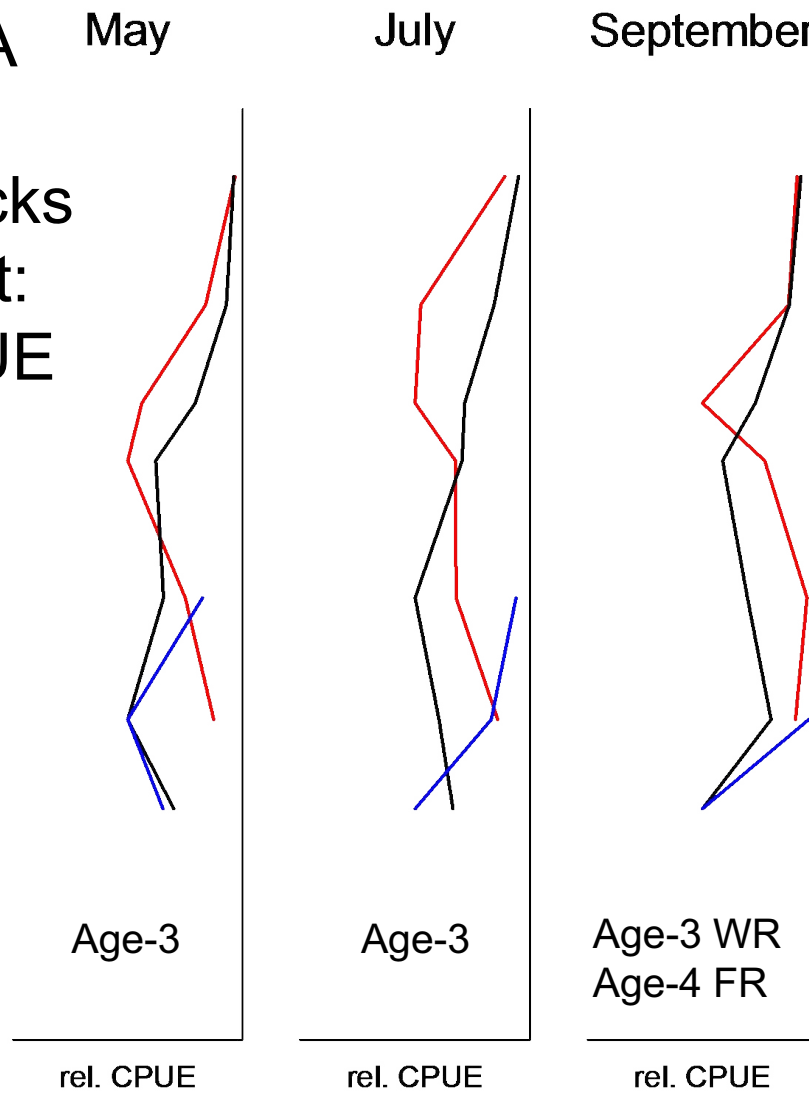 A
May July September
cks
t:
UE
Age-3 Age-3 Age-3 WR
Age-4 FR
rel. CPUE rel. CPUE rel. CPUE